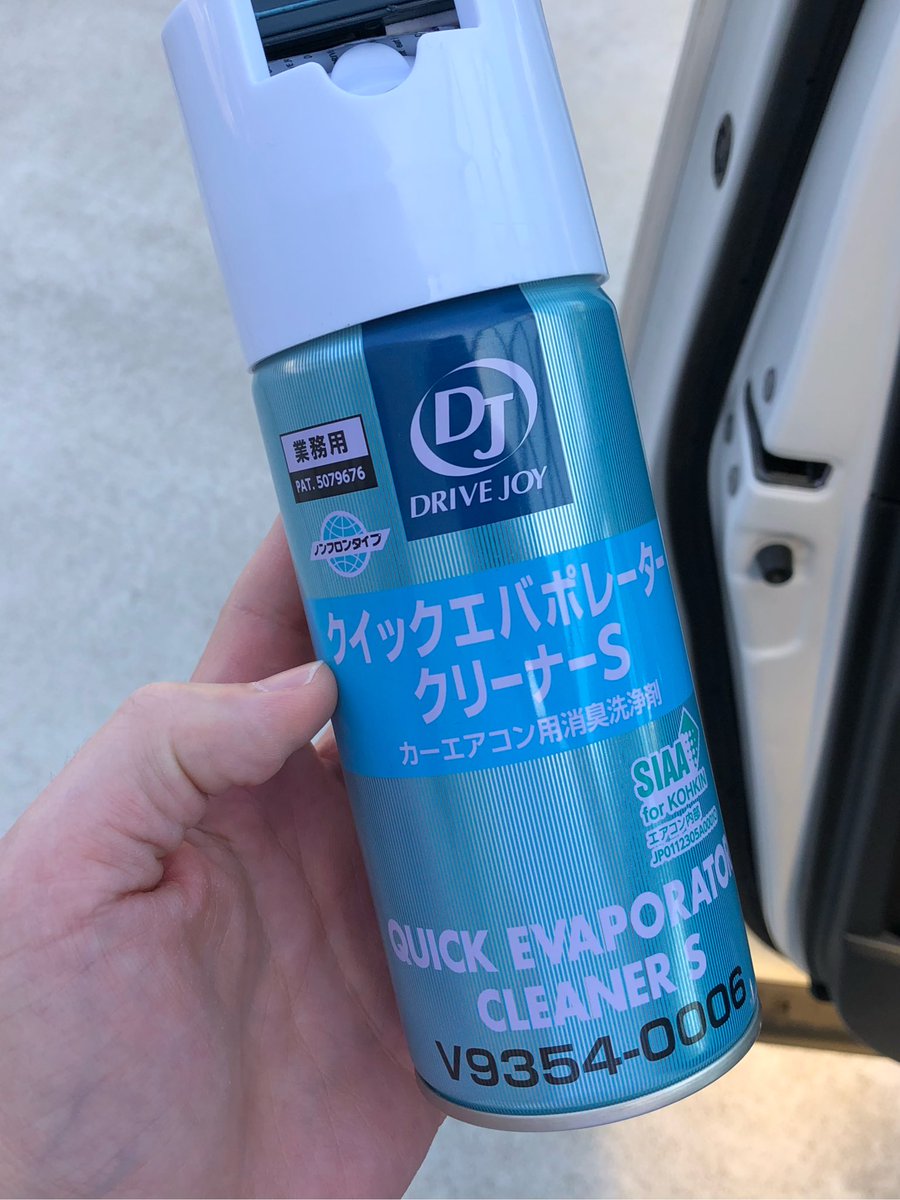 DJ
DRIVE JOY
業務用
PAT. 5079676
ノンフロンタイプ
クイックエバポレーター
クリーナーS
カーエアコン用消臭洗浄剤
SIAA
for KOHKIN
エアコン内部
QUICK EVAPORATOR
CLEANER S
V9354-0006